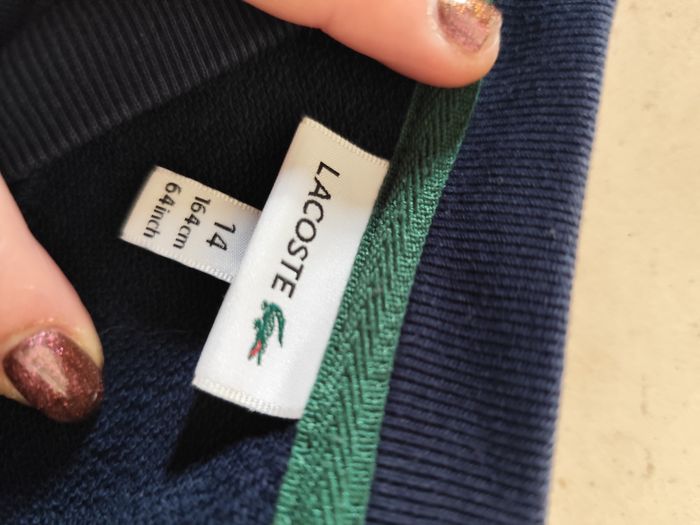 LACOSTE
14
164cm
64inch